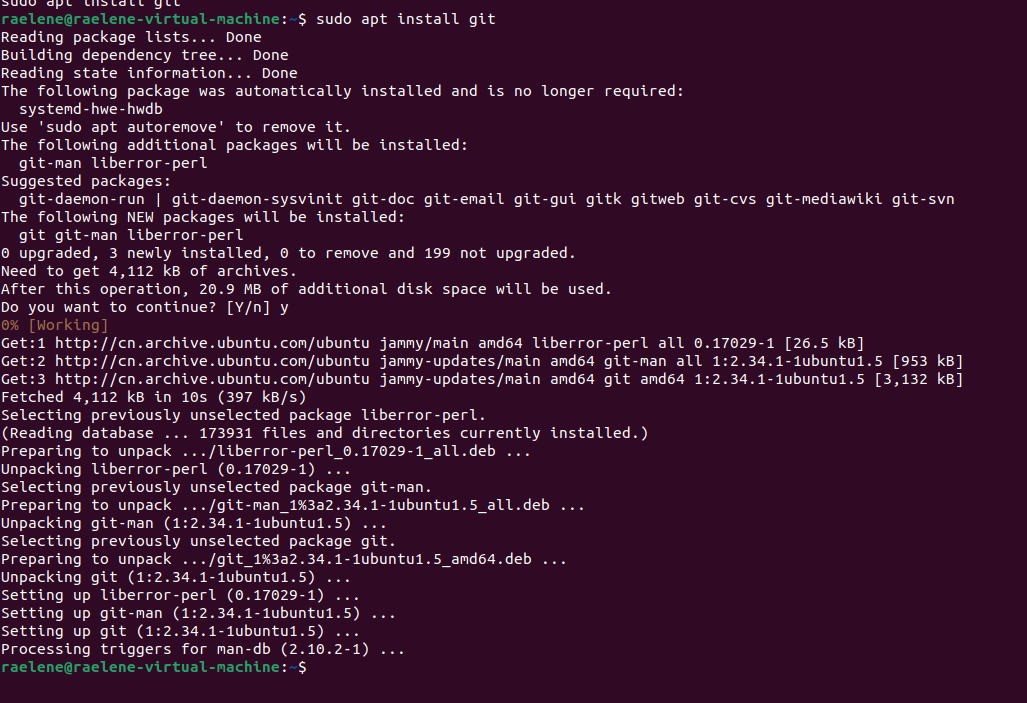 sudo apt install git
raelene@raelene-virtual-machine:~$ sudo apt install git
Reading package lists... Done
Building dependency tree... Done
Reading state information... Done
The following package was automatically installed and is no longer required:
  systemd-hwe-hwdb
Use 'sudo apt autoremove' to remove it.
The following additional packages will be installed:
  git-man liberror-perl
Suggested packages:
  git-daemon-run | git-daemon-sysvinit git-doc git-email git-gui gitk gitweb git-cvs git-mediawiki git-svn
The following NEW packages will be installed:
  git git-man liberror-perl
0 upgraded, 3 newly installed, 0 to remove and 199 not upgraded.
Need to get 4,112 kB of archives.
After this operation, 20.9 MB of additional disk space will be used.
Do you want to continue? [Y/n] y
0% [Working]
Get:1 http://cn.archive.ubuntu.com/ubuntu jammy/main amd64 liberror-perl all 0.17029-1 [26.5 kB]
Get:2 http://cn.archive.ubuntu.com/ubuntu jammy-updates/main amd64 git-man all 1:2.34.1-1ubuntu1.5 [953 kB]
Get:3 http://cn.archive.ubuntu.com/ubuntu jammy-updates/main amd64 git amd64 1:2.34.1-1ubuntu1.5 [3,132 kB]
Fetched 4,112 kB in 10s (397 kB/s)
Selecting previously unselected package liberror-perl.
(Reading database ... 173931 files and directories currently installed.)
Preparing to unpack .../liberror-perl_0.17029-1_all.deb ...
Unpacking liberror-perl (0.17029-1) ...
Selecting previously unselected package git-man.
Preparing to unpack .../git-man_1%3a2.34.1-1ubuntu1.5_all.deb ...
Unpacking git-man (1:2.34.1-1ubuntu1.5) ...
Selecting previously unselected package git.
Preparing to unpack .../git_1%3a2.34.1-1ubuntu1.5_amd64.deb ...
Unpacking git (1:2.34.1-1ubuntu1.5) ...
Setting up liberror-perl (0.17029-1) ...
Setting up git-man (1:2.34.1-1ubuntu1.5) ...
Setting up git (1:2.34.1-1ubuntu1.5) ...
Processing triggers for man-db (2.10.2-1) ...
raelene@raelene-virtual-machine:~$